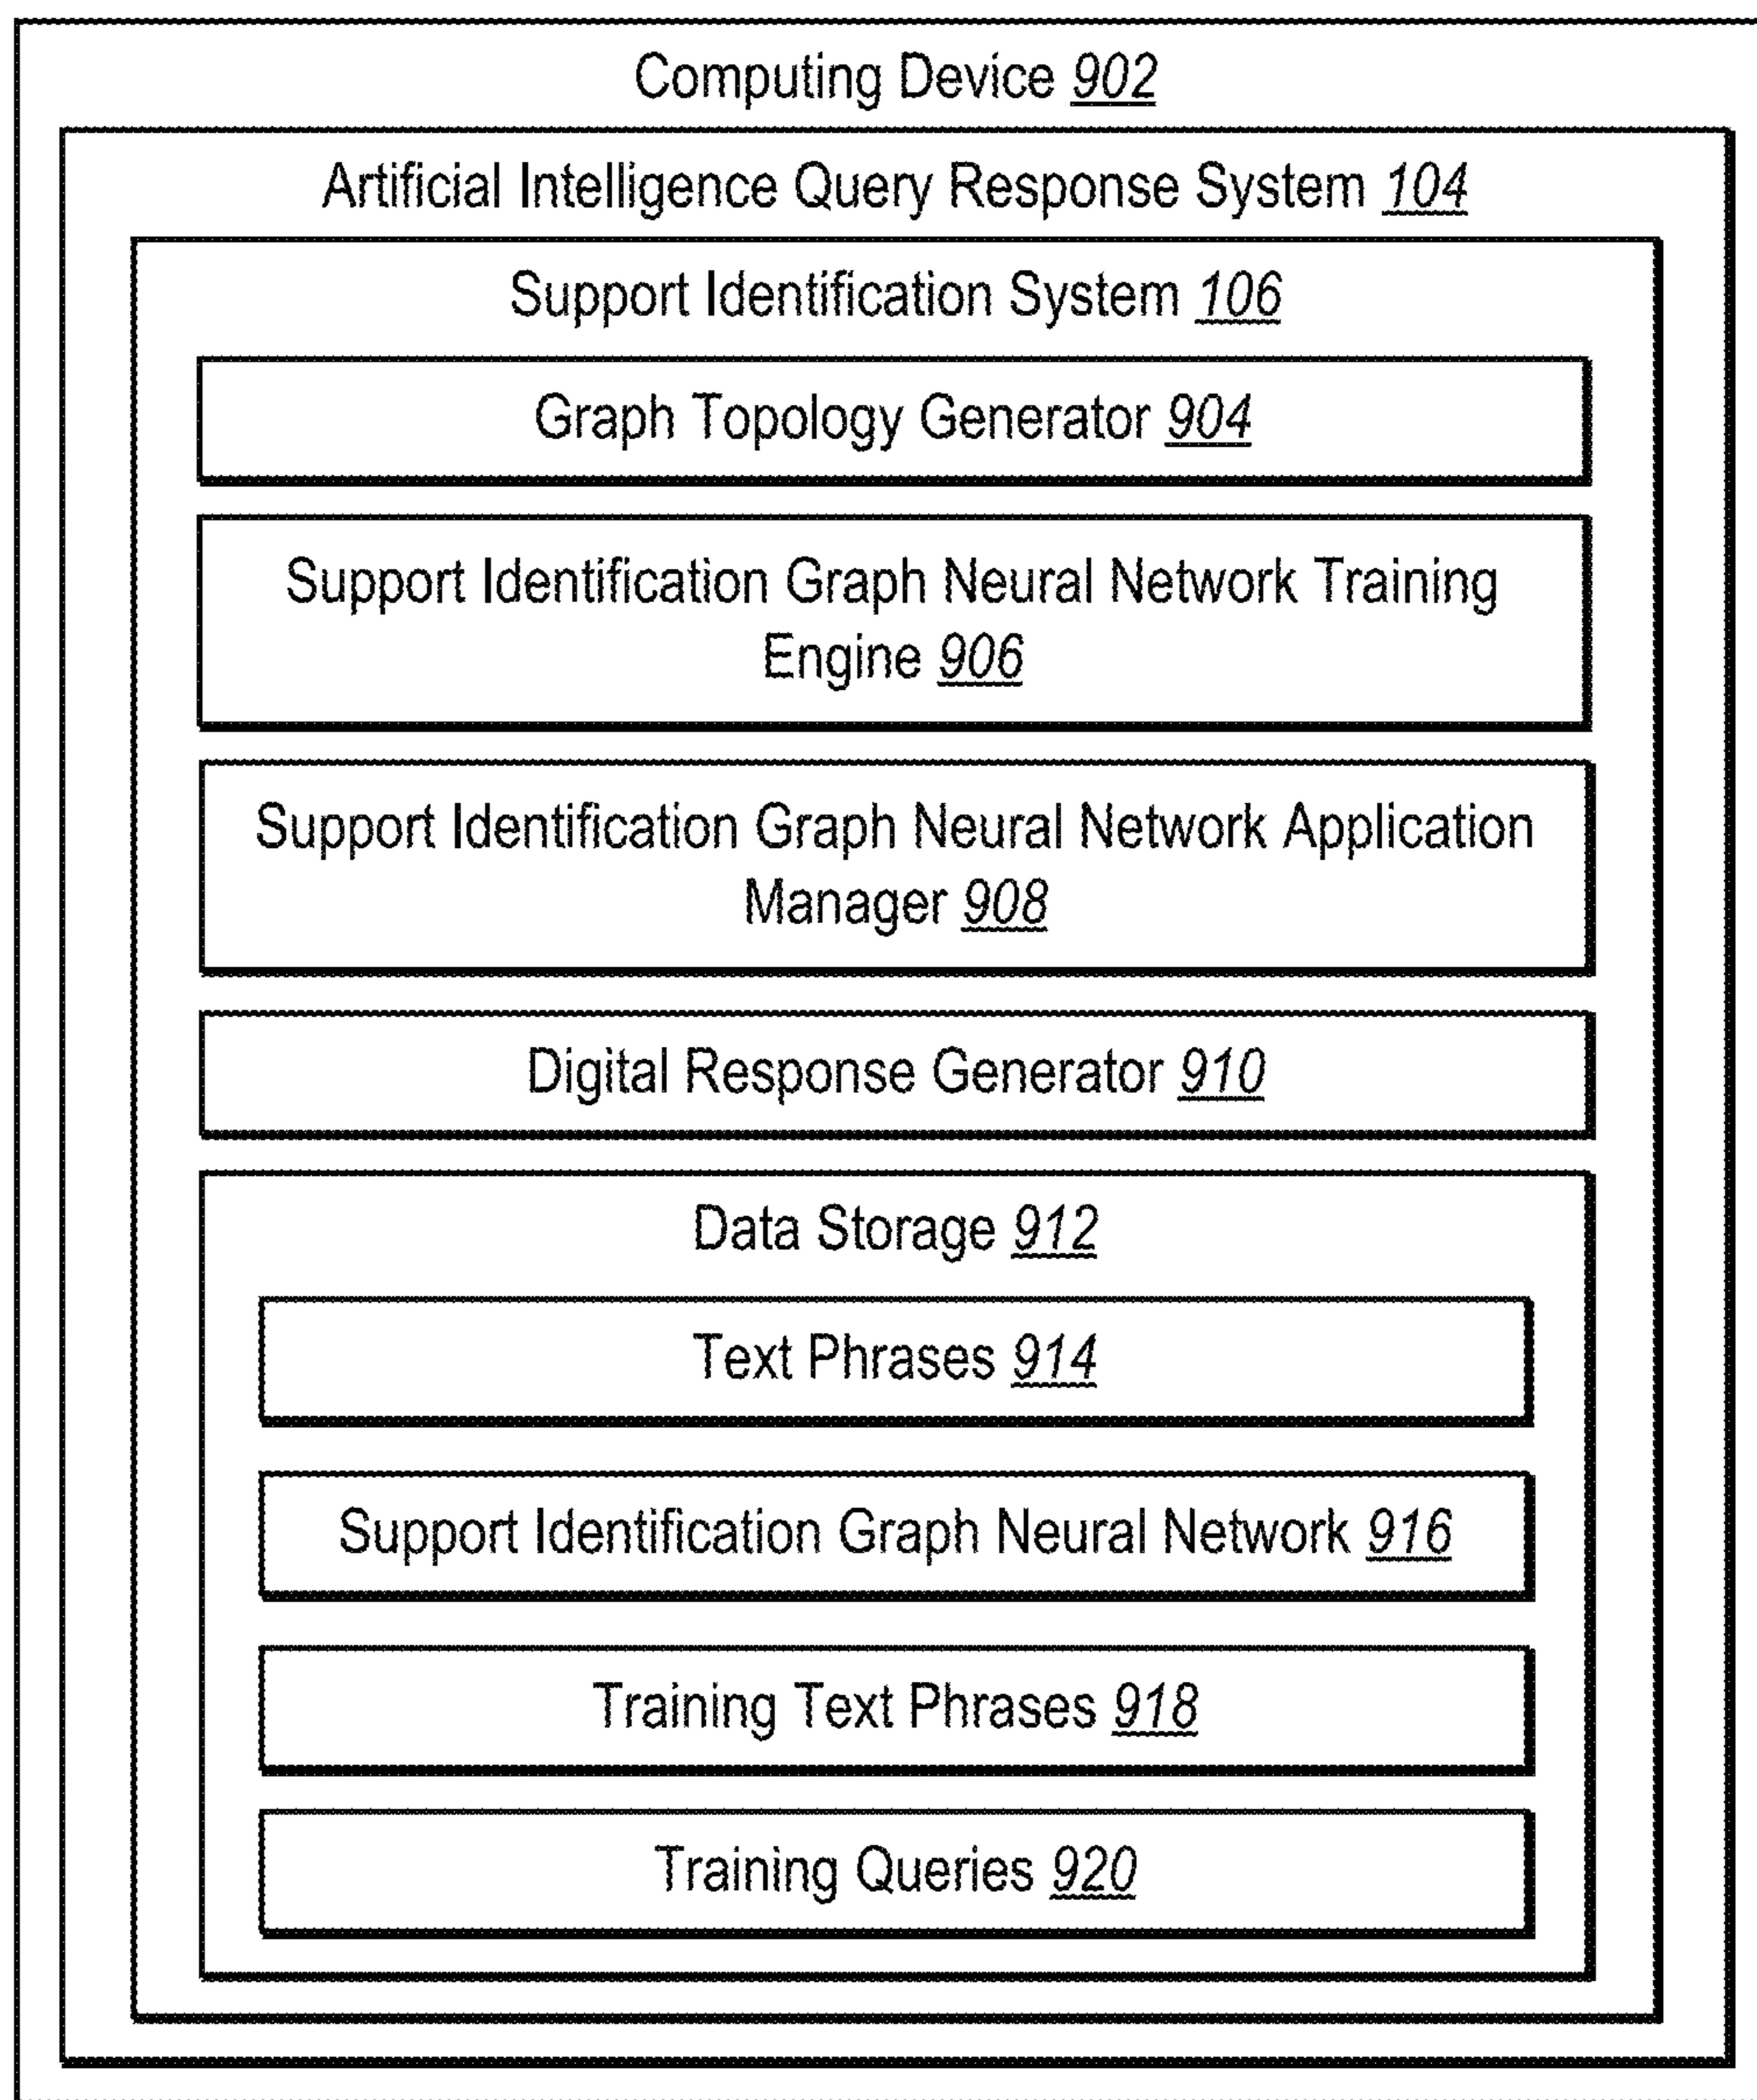 Computing Device 902
Artificial Intelligence Query Response System 104
Support Identification System 106
Graph Topology Generator 904
Support Identification Graph Neural Network Training
Engine 906
Support Identification Graph Neural Network Application
Manager 908
Digital Response Generator 910
Data Storage 912
Text Phrases 914
Support Identification Graph Neural Network 916
Training Text Phrases 918
Training Queries 920